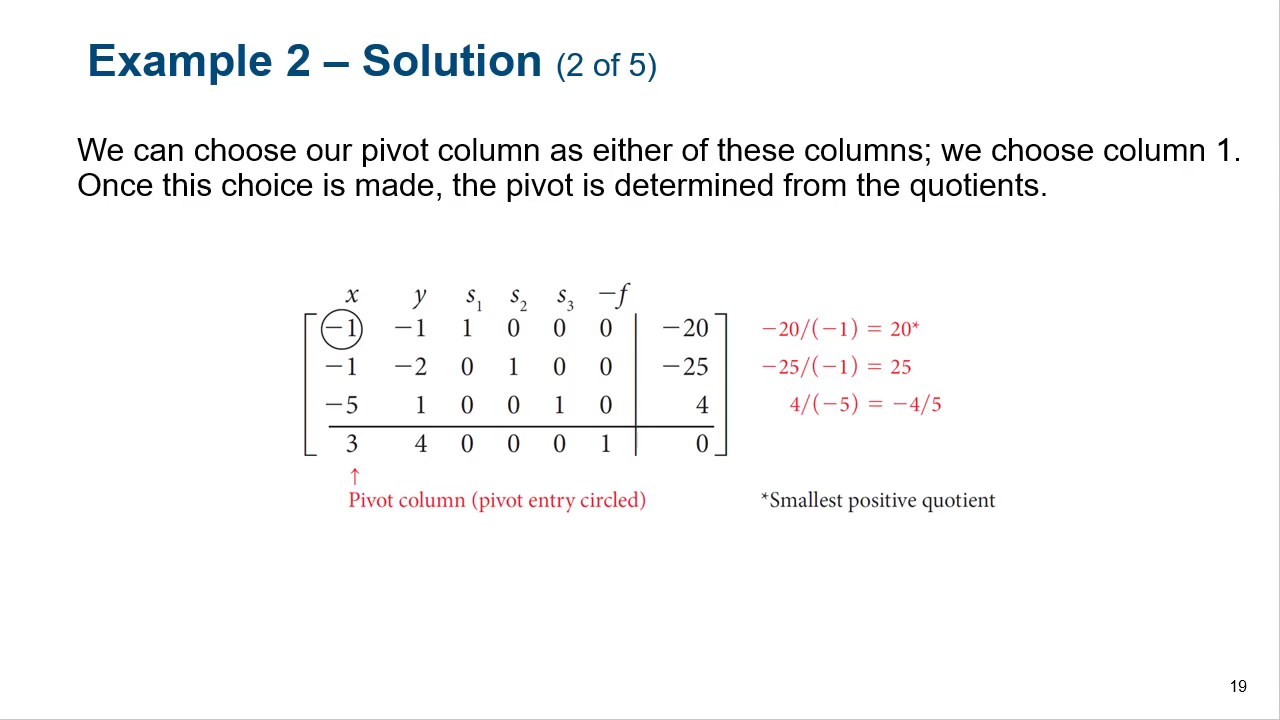 Example 2 – Solution (2 of 5)
We can choose our pivot column as either of these columns; we choose column 1.
Once this choice is made, the pivot is determined from the quotients.
x y s₁ s₂ s₃ −f
−1 −1 1 0 0 0 −20 −20/(−1) = 20*
−1 −2 0 1 0 0 −25 −25/(−1) = 25
−5 1 0 0 1 0 4 4/(−5) = −4/5
3 4 0 0 0 1 0
↑
Pivot column (pivot entry circled) *Smallest positive quotient
19